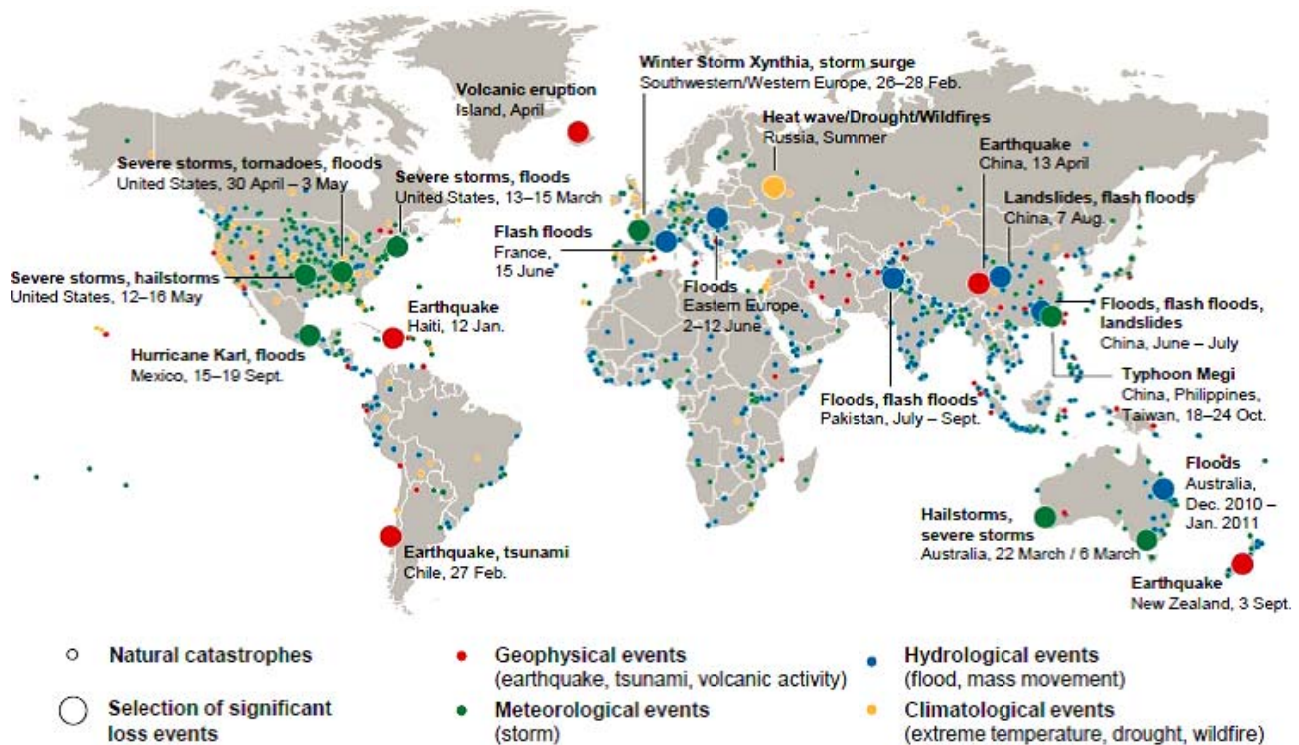 Winter Storm Xynthia, storm surge
Southwestern/Western Europe, 26–28 Feb.
Volcanic eruption
Island, April
Heat wave/Drought/Wildfires
Russia, Summer
Earthquake
China, 13 April
Severe storms, tornadoes, floods
United States, 30 April – 3 May
Severe storms, floods
United States, 13–15 March
Landslides, flash floods
China, 7 Aug.
Flash floods
France,
15 June
Severe storms, hailstorms
United States, 12–16 May
Floods
Eastern Europe,
2–12 June
Earthquake
Haiti, 12 Jan.
Floods, flash floods,
landslides
China, June – July
Hurricane Karl, floods
Mexico, 15–19 Sept.
Typhoon Megi
China, Philippines,
Taiwan, 18–24 Oct.
Floods, flash floods
Pakistan, July – Sept.
Floods
Australia,
Dec. 2010 –
Jan. 2011
Hailstorms,
severe storms
Australia, 22 March / 6 March
Earthquake, tsunami
Chile, 27 Feb.
Earthquake
New Zealand, 3 Sept.
Natural catastrophes
Selection of significant
loss events
Geophysical events
(earthquake, tsunami, volcanic activity)
Meteorological events
(storm)
Hydrological events
(flood, mass movement)
Climatological events
(extreme temperature, drought, wildfire)